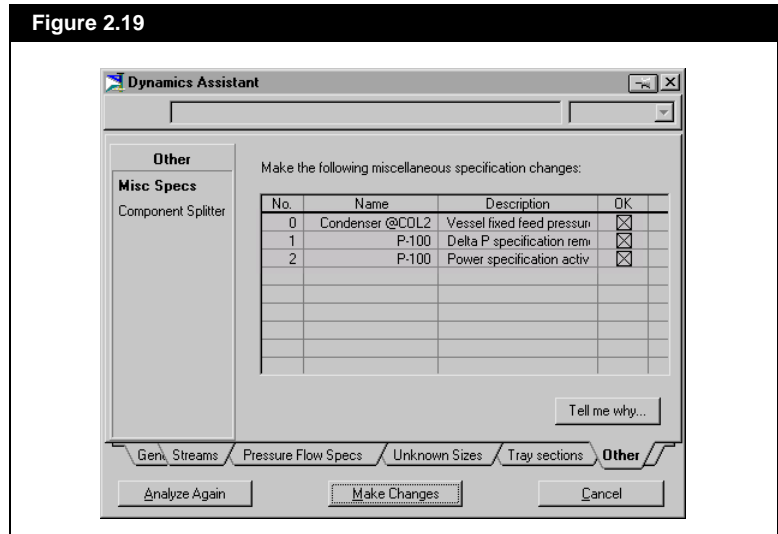 Figure 2.19
Dynamics Assistant
Other
Misc Specs
Component Splitter
Make the following miscellaneous specification changes:
No. Name Description OK
0 Condenser @COL2 Vessel fixed feed pressur
1 P-100 Delta P specification rem
2 P-100 Power specification activ
Tell me why...
Gen Streams Pressure Flow Specs Unknown Sizes Tray sections Other
Analyze Again Make Changes Cancel